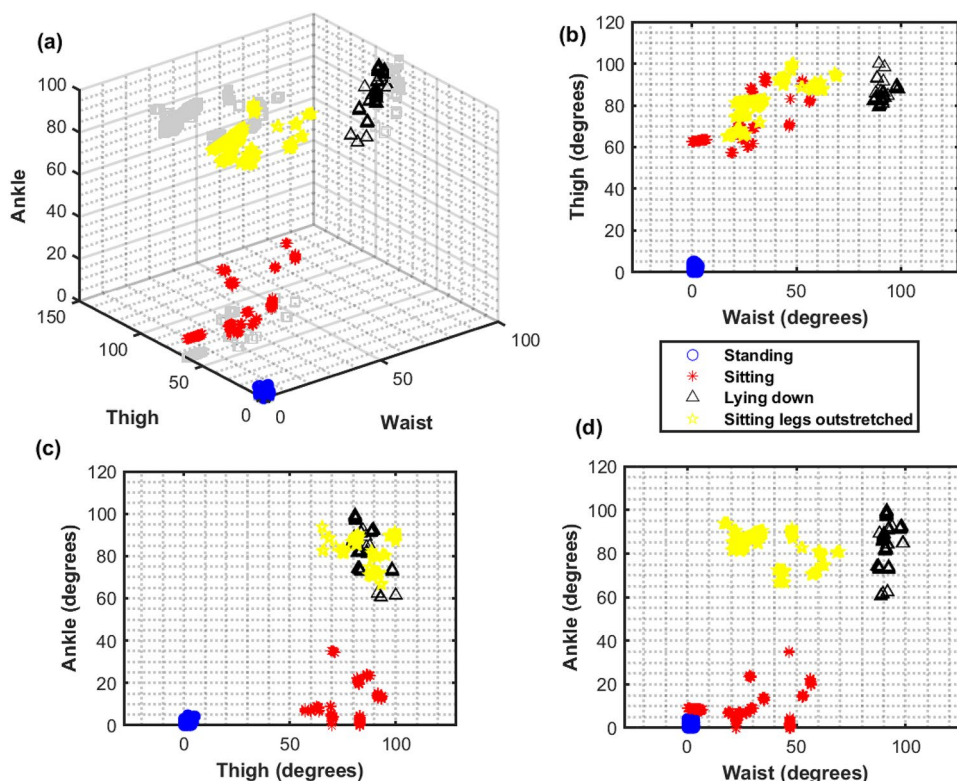 (a)
100
80
60
40
20
0
Ankle
150
100
50
0
Thigh
0
50
100
Waist
(b)
120
100
80
60
40
20
0
Thigh (degrees)
0
50
100
Waist (degrees)
Standing
Sitting
Lying down
Sitting legs outstretched
(c)
120
100
80
60
40
20
0
Ankle (degrees)
0
50
100
Thigh (degrees)
(d)
120
100
80
60
40
20
0
Ankle (degrees)
0
50
100
Waist (degrees)